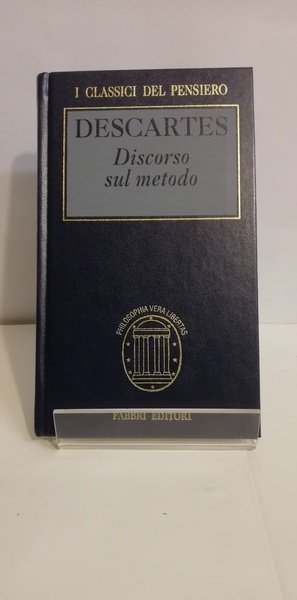 I CLASSICI DEL PENSIERO
DESCARTES
Discorso
sul metodo
PHILOSOPHIA VERA LIBERTAS
FABBRI EDITORI